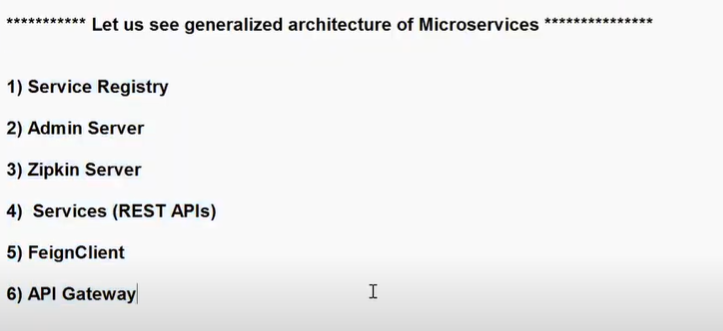 *********** Let us see generalized architecture of Microservices ***************
1) Service Registry
2) Admin Server
3) Zipkin Server
4)  Services (REST APIs)
5) FeignClient
6) API Gateway